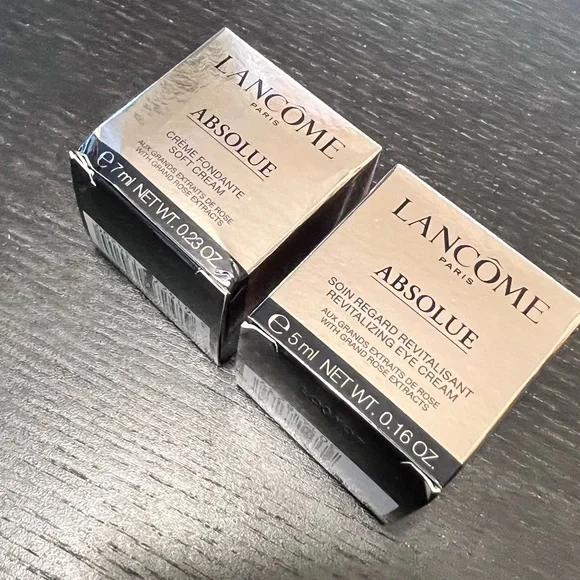 LANCÔME
PARIS
ABSOLUE
CRÈME FONDANTE
SOFT CREAM
AUX GRANDS EXTRAITS DE ROSE
WITH GRAND ROSE EXTRACTS
℮ 7 ml NET WT. 0.23 OZ.
LANCÔME
PARIS
ABSOLUE
SOIN REGARD REVITALISANT
REVITALIZING EYE CREAM
AUX GRANDS EXTRAITS DE ROSE
WITH GRAND ROSE EXTRACTS
℮ 5 ml NET WT. 0.16 OZ.